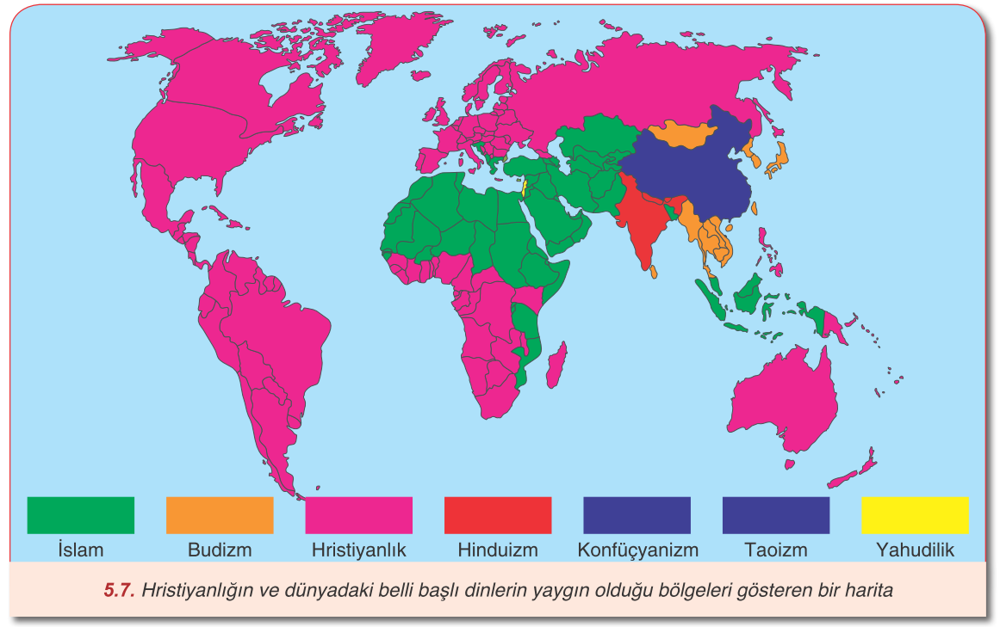 İslam
Budizm
Hristiyanlık
Hinduizm
Konfüçyanizm
Taoizm
Yahudilik
5.7. Hristiyanlığın ve dünyadaki belli başlı dinlerin yaygın olduğu bölgeleri gösteren bir harita